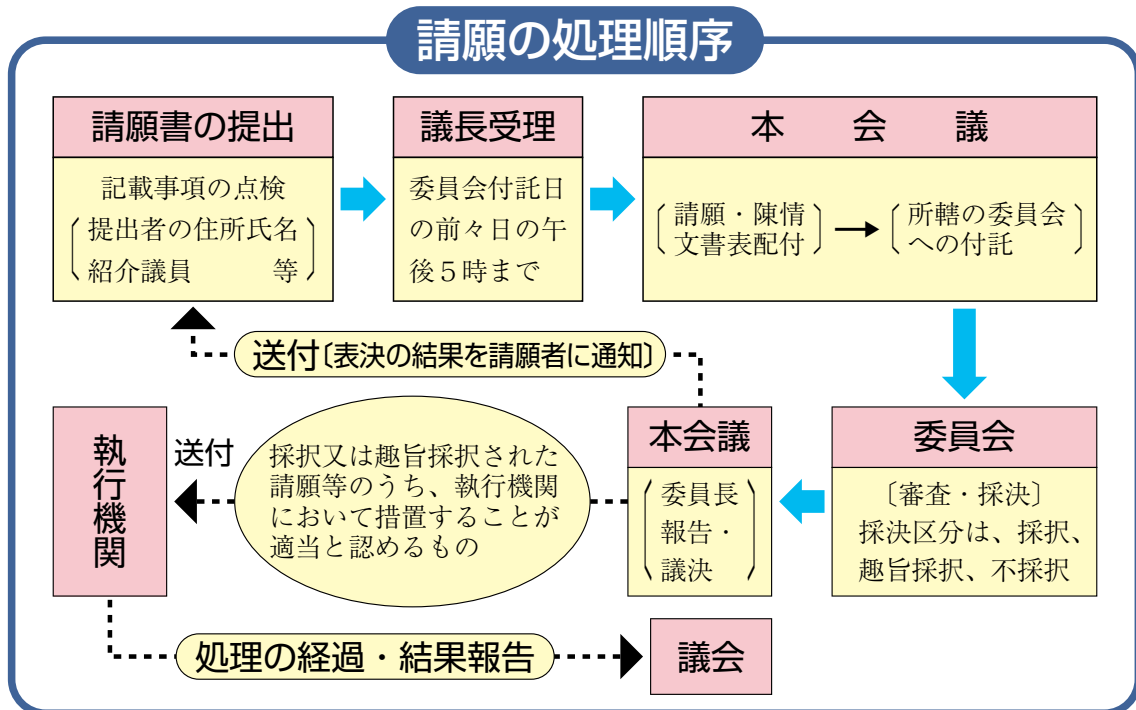 請願の処理順序
請願書の提出
記載事項の点検
提出者の住所氏名
紹介議員　　　等
議長受理
委員会付託日
の前々日の午
後5時まで
本　会　議
請願・陳情
文書表配付
所轄の委員会
への付託
送付〔表決の結果を請願者に通知〕
執行機関
送付
採択又は趣旨採択された
請願等のうち、執行機関
において措置することが
適当と認めるもの
本会議
委員長
報告・
議決
委員会
〔審査・採決〕
採決区分は、採択、
趣旨採択、不採択
処理の経過・結果報告
議会